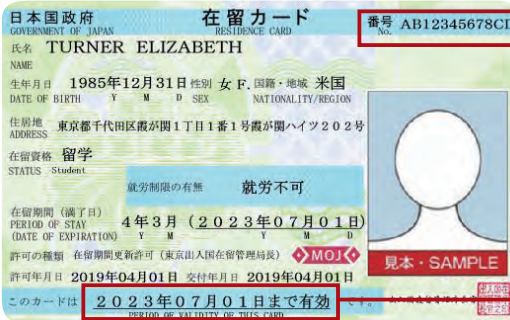 日本国政府 在留カード 番号 AB12345678CD
GOVERNMENT OF JAPAN RESIDENCE CARD No.
氏名 TURNER ELIZABETH
NAME
生年月日 1985年12月31日 性別 女 F. 国籍・地域 米国
DATE OF BIRTH Y M D SEX NATIONALITY/REGION
住居地 東京都千代田区霞が関1丁目1番1号霞が関ハイツ202号
ADDRESS
在留資格 留学
STATUS Student
就労制限の有無 就労不可
在留期間(満了日) 4年3月(2023年07月01日)
PERIOD OF STAY Y M Y M D
(DATE OF EXPIRATION)
許可の種類 在留期間更新許可(東京出入国在留管理局長) MOJ
見本・SAMPLE
許可年月日 2019年04月01日 交付年月日 2019年04月01日
このカードは 2023年07月01日まで有効 です。
PERIOD OF VALIDITY OF THIS CARD